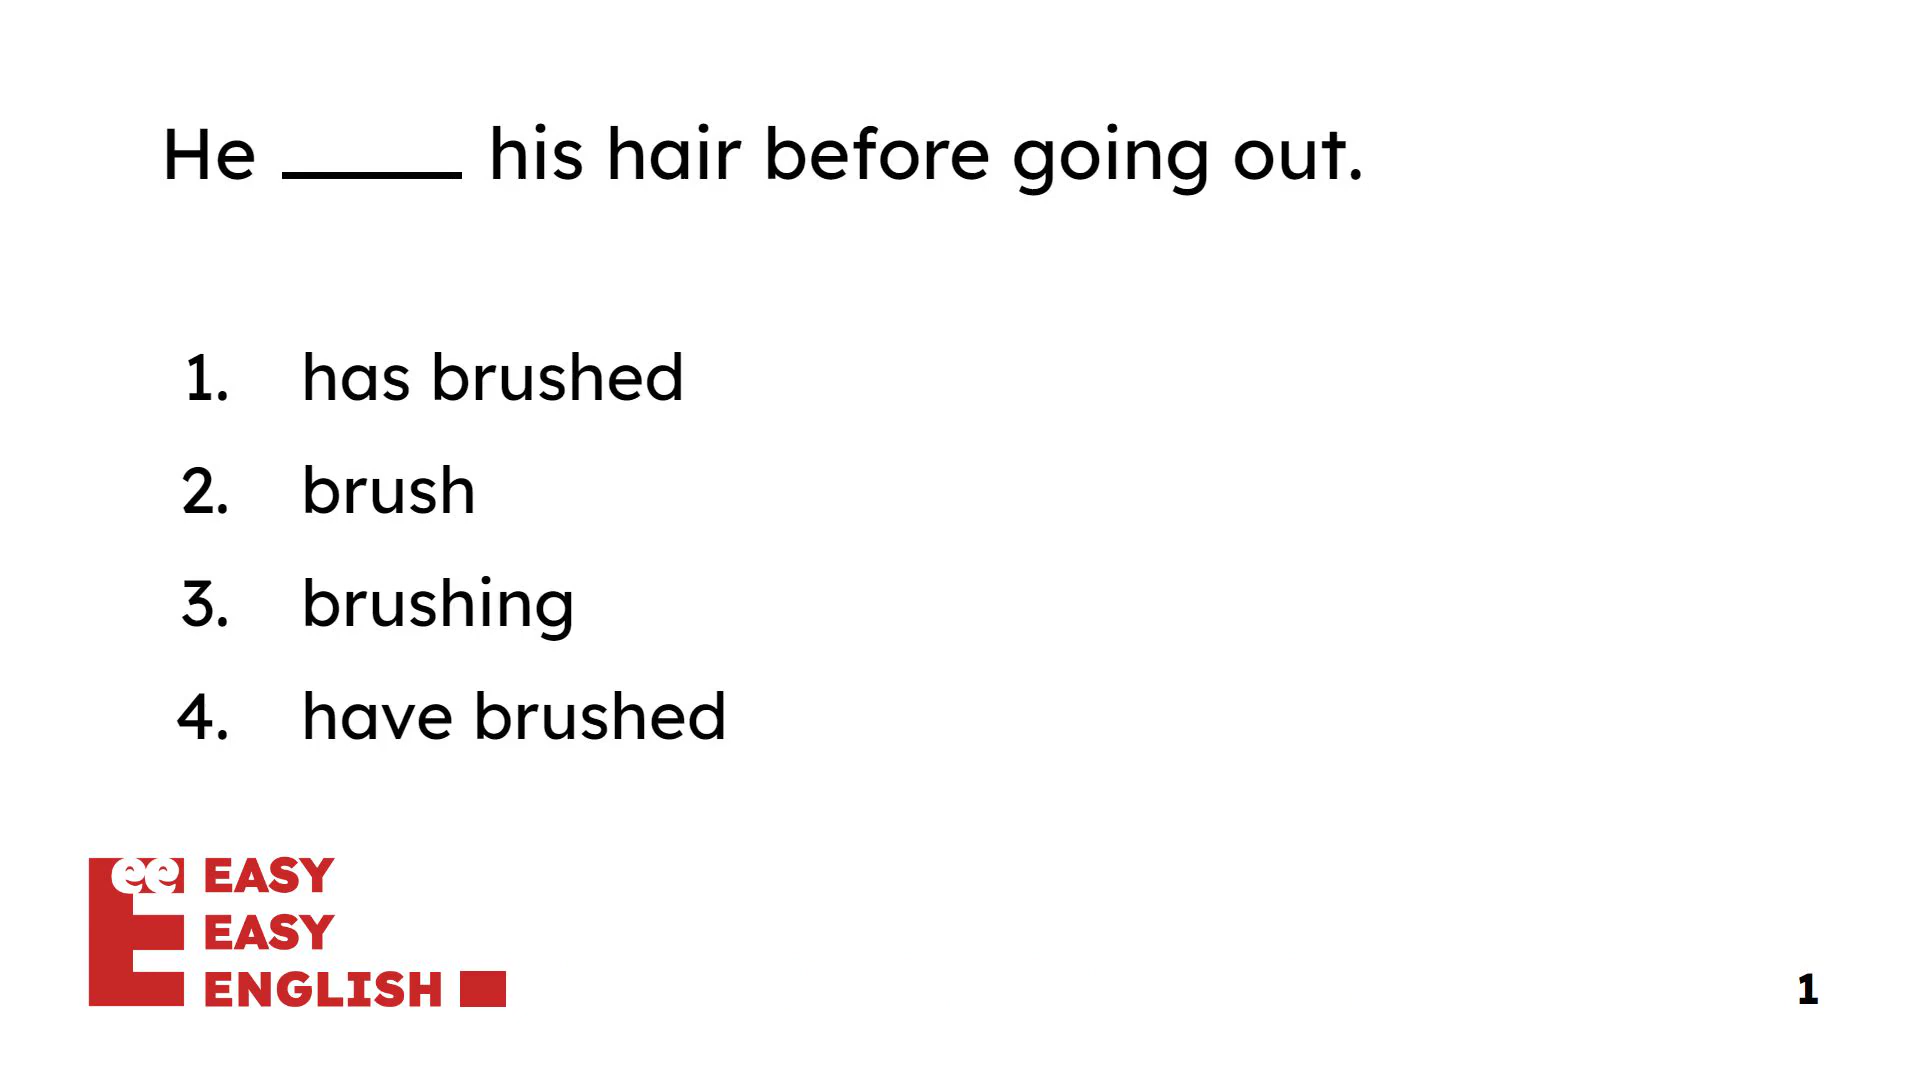 He _____ his hair before going out.
1. has brushed
2. brush
3. brushing
4. have brushed
ee EASY
EASY
ENGLISH
1